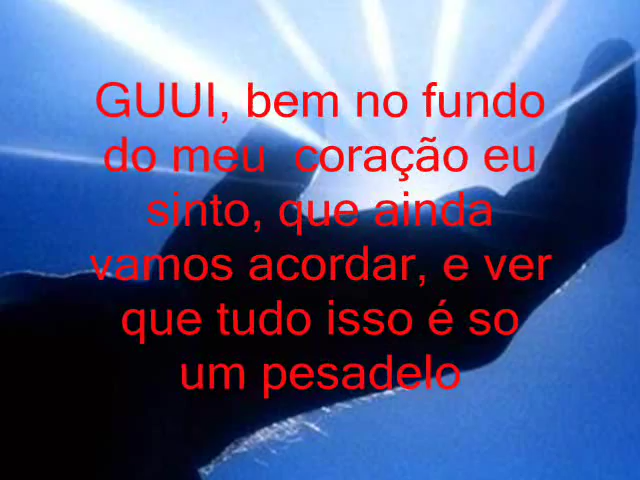 GUUI, bem no fundo
do meu  coração eu
sinto, que ainda
vamos acordar, e ver
que tudo isso é so
um pesadelo